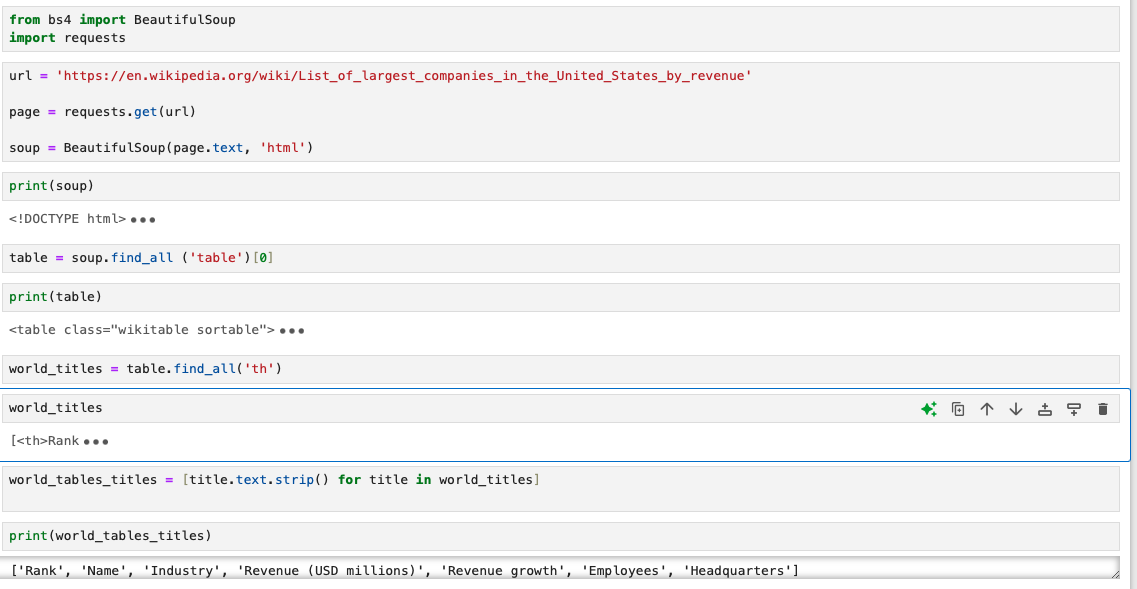 from bs4 import BeautifulSoup
import requests
url = 'https://en.wikipedia.org/wiki/List_of_largest_companies_in_the_United_States_by_revenue'
page = requests.get(url)
soup = BeautifulSoup(page.text, 'html')
print(soup)
<!DOCTYPE html>•••
table = soup.find_all ('table')[0]
print(table)
<table class="wikitable sortable">•••
world_titles = table.find_all('th')
world_titles
[<th>Rank•••
world_tables_titles = [title.text.strip() for title in world_titles]
print(world_tables_titles)
['Rank', 'Name', 'Industry', 'Revenue (USD millions)', 'Revenue growth', 'Employees', 'Headquarters']